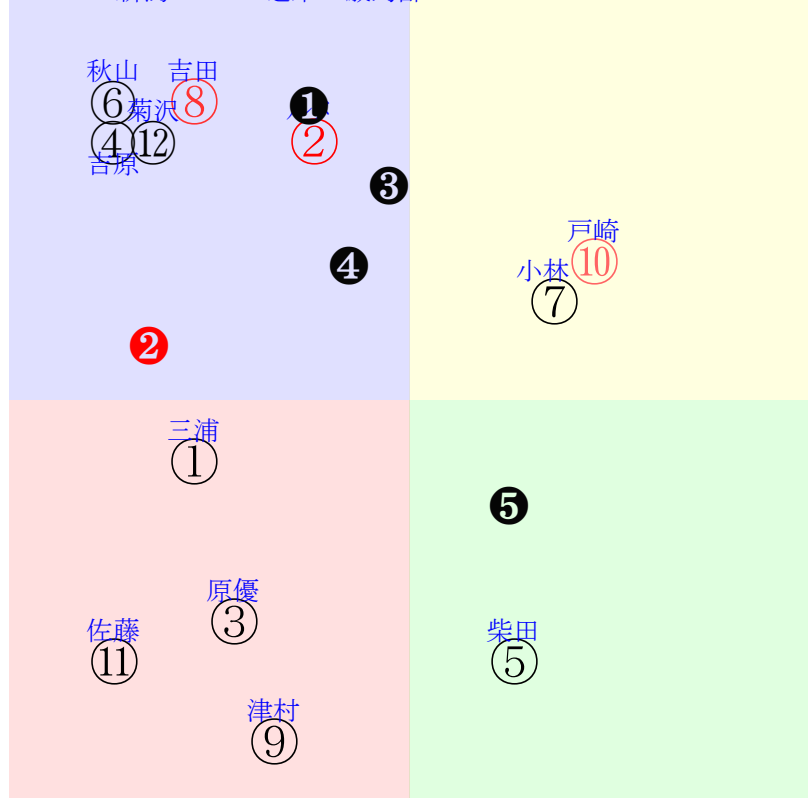 秋山 吉田
⑥ 菊沢 ⑧ ❶
④ ⑫ ②
吉原
❸
戸崎
❹ 小林 ⑩
⑦
❷
三浦
①
❺
原優
③
佐藤 柴田
⑪ ⑤
津村
⑨